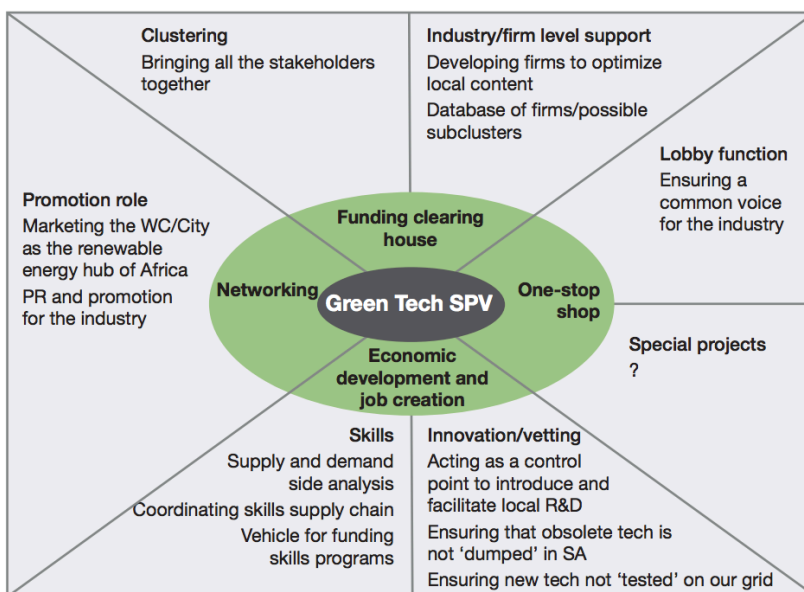 Clustering
Bringing all the stakeholders
together
Industry/firm level support
Developing firms to optimize
local content
Database of firms/possible
subclusters
Lobby function
Ensuring a
common voice
for the industry
Promotion role
Marketing the WC/City
as the renewable
energy hub of Africa
PR and promotion
for the industry
Funding clearing
house
Networking
Green Tech SPV
One-stop
shop
Economic
development and
job creation
Special projects
?
Skills
Supply and demand
side analysis
Coordinating skills supply chain
Vehicle for funding
skills programs
Innovation/vetting
Acting as a control
point to introduce and
facilitate local R&D
Ensuring that obsolete tech is
not ‘dumped’ in SA
Ensuring new tech not ‘tested’ on our grid